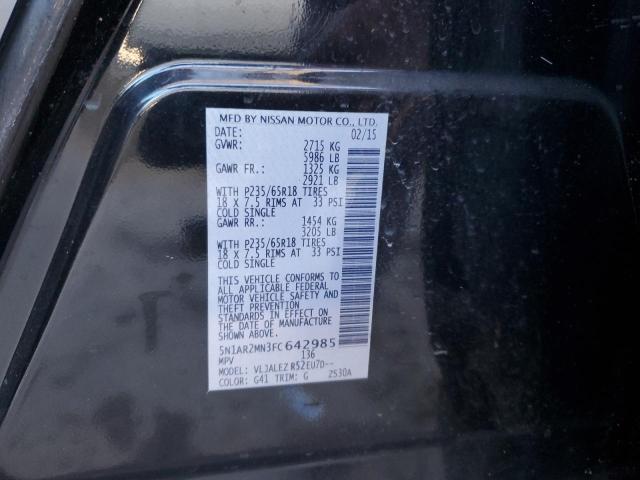 MFD BY NISSAN MOTOR CO., LTD.
DATE: 02/15
GVWR: 2715 KG
5986 LB
GAWR FR.: 1325 KG
2921 LB
WITH P235/65R18 TIRES
18 X 7.5 RIMS AT 33 PSI
COLD SINGLE
GAWR RR.: 1454 KG
3205 LB
WITH P235/65R18 TIRES
18 X 7.5 RIMS AT 33 PSI
COLD SINGLE
THIS VEHICLE CONFORMS TO
ALL APPLICABLE FEDERAL
MOTOR VEHICLE SAFETY AND
THEFT PREVENTION
STANDARDS IN EFFECT ON
THE DATE OF MANUFACTURE
SHOWN ABOVE.
5N1AR2MN3FC642985
MPV 136
MODEL: VLJALEZ R52EU7D--
COLOR: G41 TRIM: G 2S30A